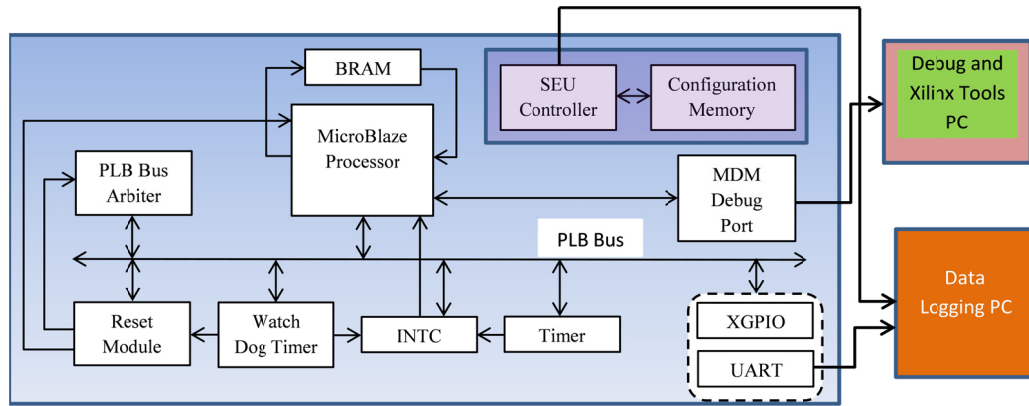 BRAM
SEU
Controller
Configuration
Memory
Debug and
Xilinx Tools
PC
MicroBlaze
Processor
PLB Bus
Arbiter
MDM
Debug
Port
PLB Bus
Reset
Module
Watch
Dog Timer
INTC
Timer
XGPIO
UART
Data
Logging PC